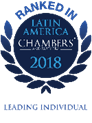 RANKED IN
LATIN
AMERICA
CHAMBERS
2018
LEADING INDIVIDUAL